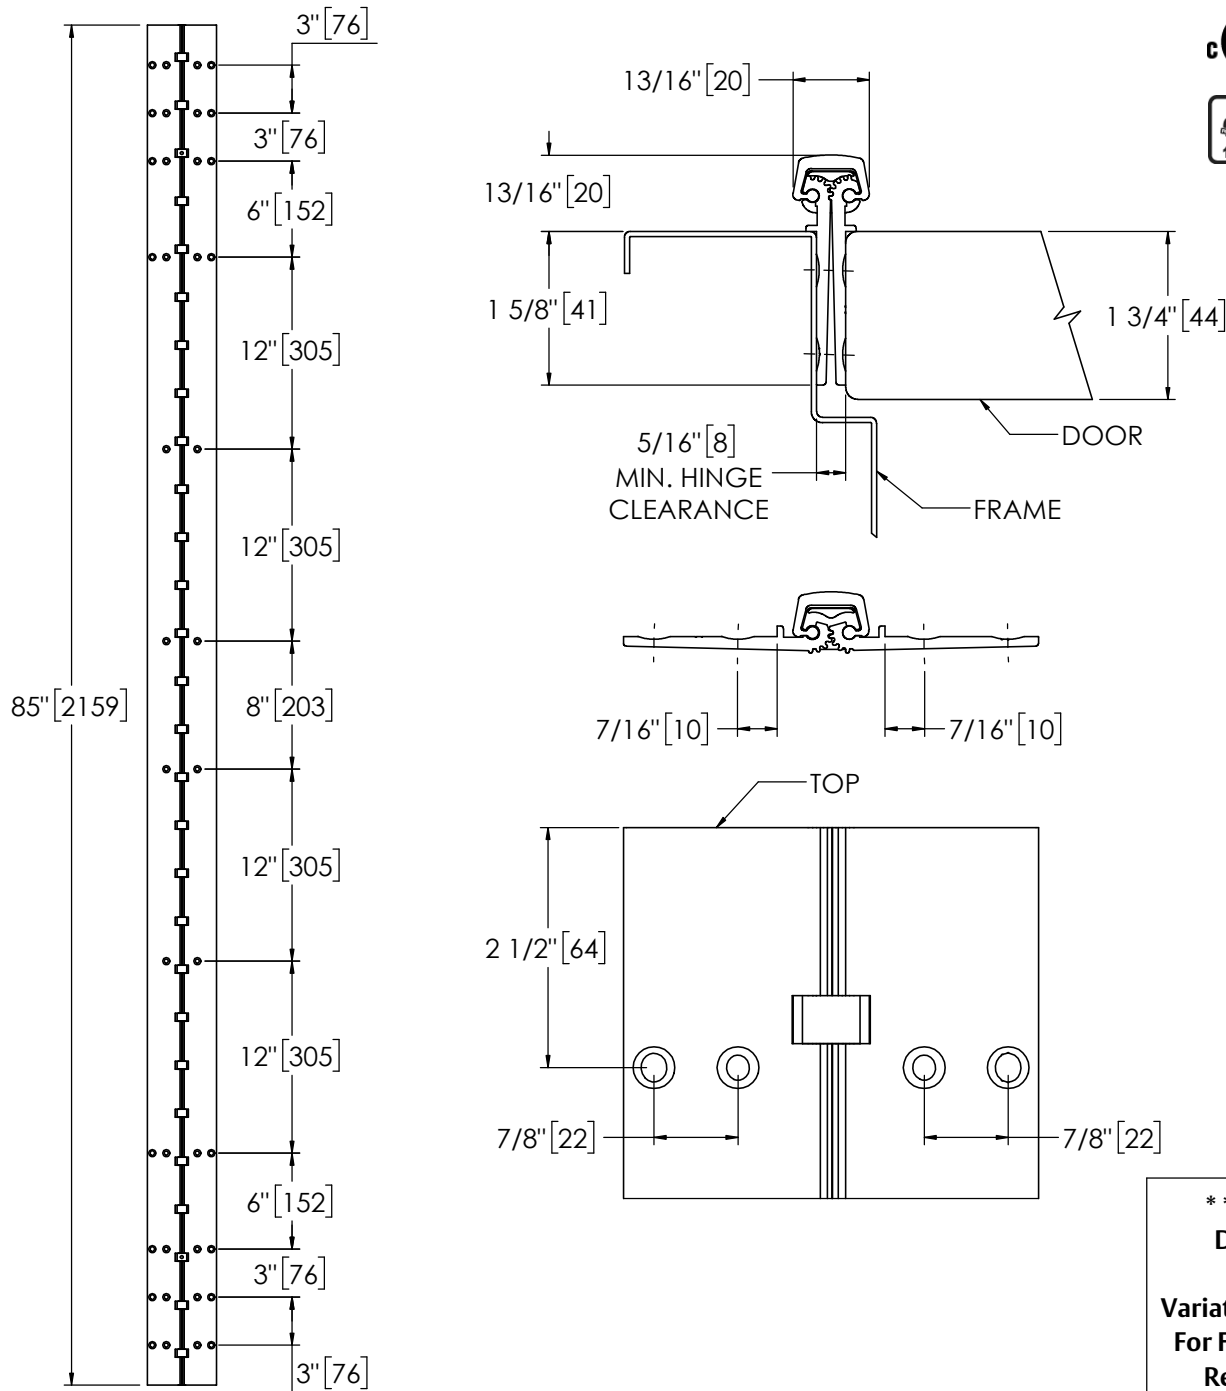 3"[76]
3"[76]
6"[152]
12"[305]
12"[305]
85"[2159]
8"[203]
12"[305]
12"[305]
6"[152]
3"[76]
3"[76]
13/16"[20]
13/16"[20]
1 5/8"[41]
1 3/4"[44]
DOOR
5/16"[8]
MIN. HINGE
CLEARANCE
FRAME
7/16"[10]
7/16"[10]
TOP
2 1/2"[64]
7/8"[22]
7/8"[22]
C
* *
D
Variat
For F
Re